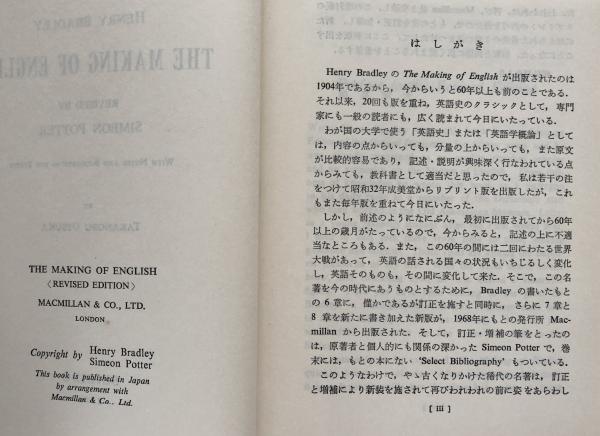 THE MAKING OF ENGLISH
〈REVISED EDITION〉
MACMILLAN & CO., LTD.
LONDON
Copyright by Henry Bradley
Simeon Potter
This book is published in Japan
by arrangement with
Macmillan & Co., Ltd.
はしがき
Henry Bradley の The Making of English が出版されたのは
1904年であるから，今からいうと60年以上も前のことである．
それ以来，20回も版を重ね，英語史のクラシックとして，専門
家にも一般の読者にも，広く読まれて今日にいたっている．
わが国の大学で使う「英語史」または「英語学概論」として
は，内容の点からいっても，分量の上からいっても，また原文
が比較的容易であり，記述・説明が興味深く行なわれている点
からみても，教科書として適当だと思ったので，私は若干の注
をつけて昭和32年成美堂からリプリント版を出版したが，これ
もまた毎年版を重ねて今日にいたった．
しかし，前述のようになにぶん，最初に出版されてから60年
以上の歳月がたっているので，今からみると，記述の上に不適
当なところもある．また，この60年の間には二回にわたる世界
大戦があって，英語の話される国々の状況もいちじるしく変化
し，英語そのものも，その間に変化して来た．そこで，この名
著を今の時代にあうものとするために，Bradley の書いたもと
の 6 章に，僅かであるが訂正を施すと同時に，さらに 7 章と
8 章を新たに書き加えた新版が，1968年にもとの発行所 Mac-
millan から出版された．そして，訂正・増補の筆をとったの
は，原著者と個人的にも関係の深かった Simeon Potter で，巻
末には，もとの本にない ‘Select Bibliography’ もついている．
このようなわけで，やゝ古くなりかけた稀代の名著は，訂正
と増補により新装を施されて再びわれわれの前に姿をあらわし
[ III ]
HENRY BRADLEY
THE MAKING OF ENGLISH
REVISED BY
SIMEON POTTER
BY